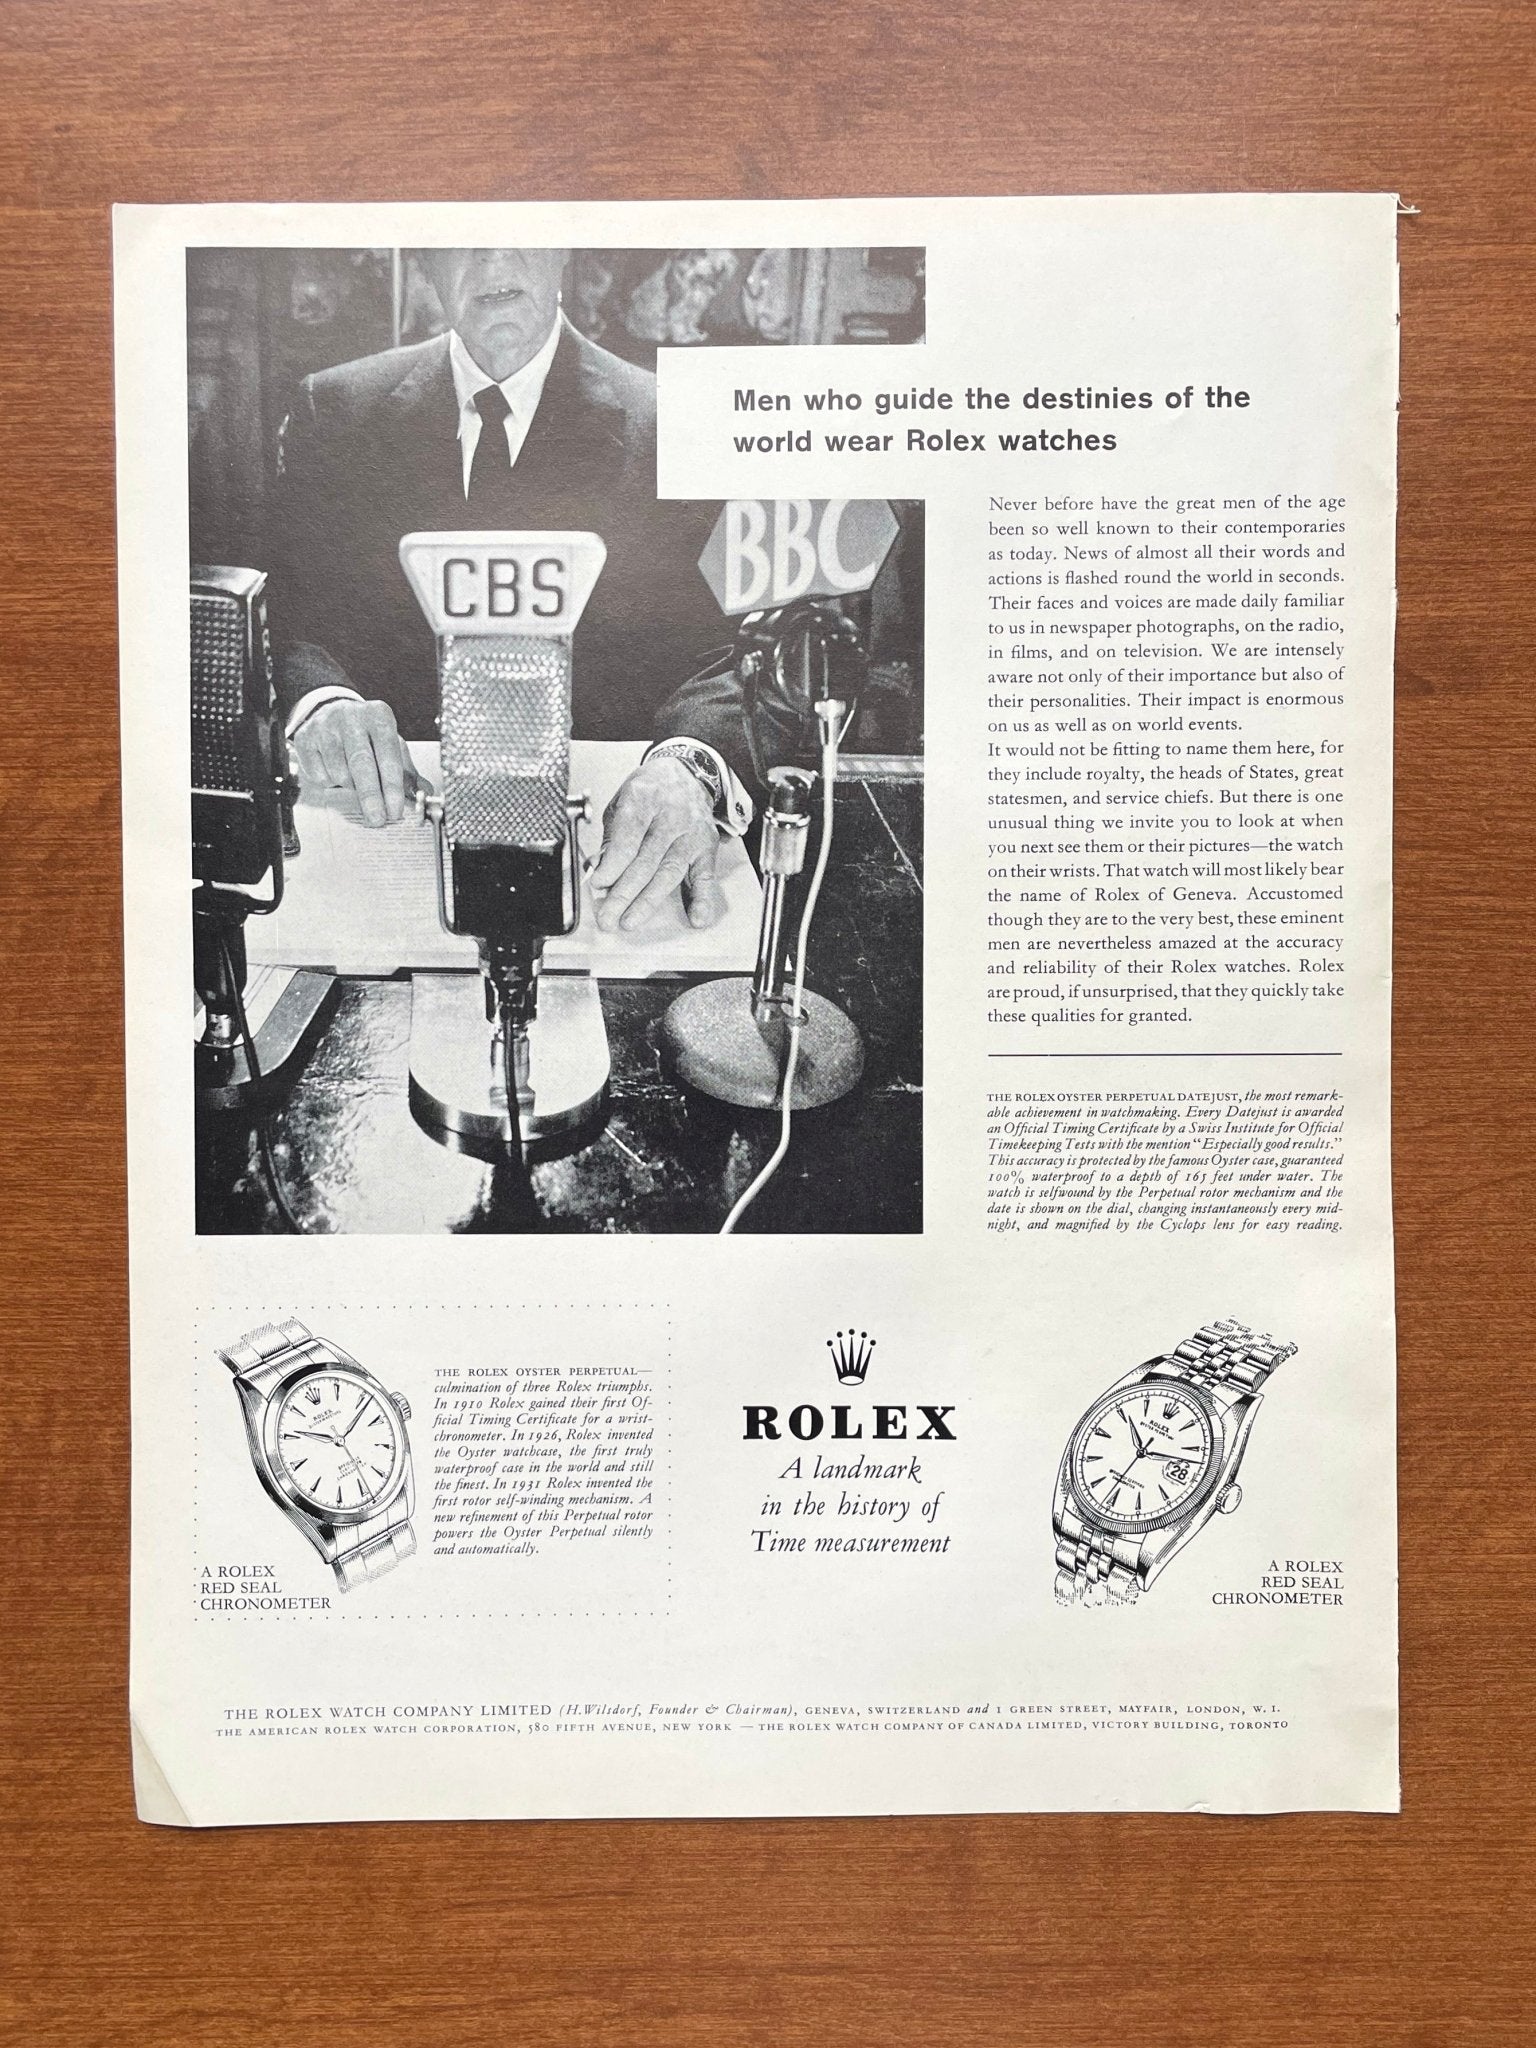 Men who guide the destinies of the
world wear Rolex watches
CBS
BBC
Never before have the great men of the age
been so well known to their contemporaries
as today. News of almost all their words and
actions is flashed round the world in seconds.
Their faces and voices are made daily familiar
to us in newspaper photographs, on the radio,
in films, and on television. We are intensely
aware not only of their importance but also of
their personalities. Their impact is enormous
on us as well as on world events.
It would not be fitting to name them here, for
they include royalty, the heads of States, great
statesmen, and service chiefs. But there is one
unusual thing we invite you to look at when
you next see them or their pictures—the watch
on their wrists. That watch will most likely bear
the name of Rolex of Geneva. Accustomed
though they are to the very best, these eminent
men are nevertheless amazed at the accuracy
and reliability of their Rolex watches. Rolex
are proud, if unsurprised, that they quickly take
these qualities for granted.
THE ROLEX OYSTER PERPETUAL DATEJUST, the most remark-
able achievement in watchmaking. Every Datejust is awarded
an Official Timing Certificate by a Swiss Institute for Official
Timekeeping Tests with the mention “Especially good results.”
This accuracy is protected by the famous Oyster case, guaranteed
100% waterproof to a depth of 165 feet under water. The
watch is selfwound by the Perpetual rotor mechanism and the
date is shown on the dial, changing instantaneously every mid-
night, and magnified by the Cyclops lens for easy reading.
ROLEX
THE ROLEX OYSTER PERPETUAL—
culmination of three Rolex triumphs.
In 1910 Rolex gained their first Of-
ficial Timing Certificate for a wrist-
chronometer. In 1926, Rolex invented
the Oyster watchcase, the first truly
waterproof case in the world and still
the finest. In 1931 Rolex invented the
first rotor self-winding mechanism. A
new refinement of this Perpetual rotor
powers the Oyster Perpetual silently
and automatically.
A ROLEX
RED SEAL
CHRONOMETER
ROLEX
A landmark
in the history of
Time measurement
ROLEX
28
A ROLEX
RED SEAL
CHRONOMETER
THE ROLEX WATCH COMPANY LIMITED (H. Wilsdorf, Founder & Chairman), GENEVA, SWITZERLAND and 1 GREEN STREET, MAYFAIR, LONDON, W. 1.
THE AMERICAN ROLEX WATCH CORPORATION, 580 FIFTH AVENUE, NEW YORK — THE ROLEX WATCH COMPANY OF CANADA LIMITED, VICTORY BUILDING, TORONTO